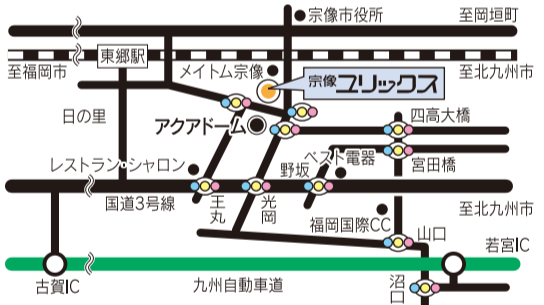 宗像市役所
至岡垣町
東郷駅
至福岡市
メイトム宗像
宗像ユリックス
至北九州市
日の里
アクアドーム
四高大橋
レストラン・シャロン
野坂
ベスト電器
宮田橋
国道3号線
王丸
光岡
福岡国際CC
至北九州市
山口
若宮IC
古賀IC
九州自動車道
沼口